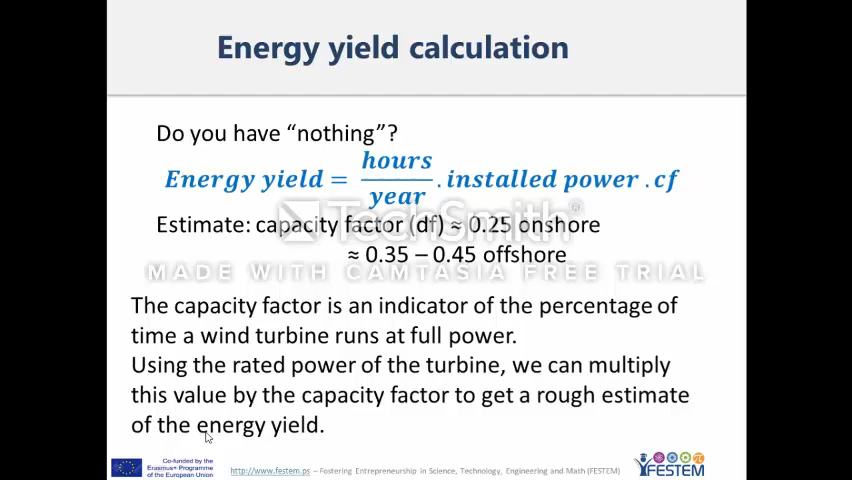 Energy yield calculation
Do you have “nothing”?
Energy yield = hours/year . installed power . cf
Estimate: capacity factor (df) ≈ 0.25 onshore
≈ 0.35 – 0.45 offshore
TechSmith®
MADE WITH CAMTASIA FREE TRIAL
The capacity factor is an indicator of the percentage of
time a wind turbine runs at full power.
Using the rated power of the turbine, we can multiply
this value by the capacity factor to get a rough estimate
of the energy yield.
Co-funded by the
Erasmus+ Programme
of the European Union
http://www.festem.ps – Fostering Entrepreneurship in Science, Technology, Engineering and Math (FESTEM)
FESTEM